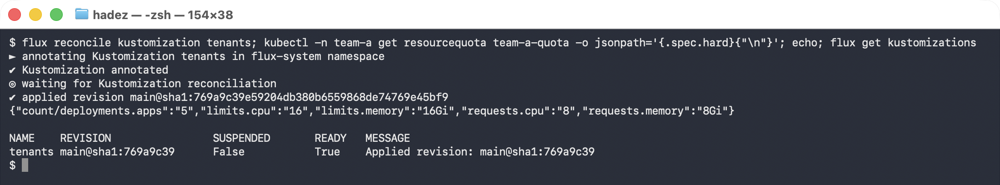 hadez — -zsh — 154×38
$ flux reconcile kustomization tenants; kubectl -n team-a get resourcequota team-a-quota -o jsonpath='{.spec.hard}{"\n"}'; echo; flux get kustomizations
► annotating Kustomization tenants in flux-system namespace
✔ Kustomization annotated
◎ waiting for Kustomization reconciliation
✔ applied revision main@sha1:769a9c39e59204db380b6559868de74769e45bf9
{"count/deployments.apps":"5","limits.cpu":"16","limits.memory":"16Gi","requests.cpu":"8","requests.memory":"8Gi"}
NAME    REVISION                SUSPENDED       READY   MESSAGE
tenants main@sha1:769a9c39      False           True    Applied revision: main@sha1:769a9c39
$